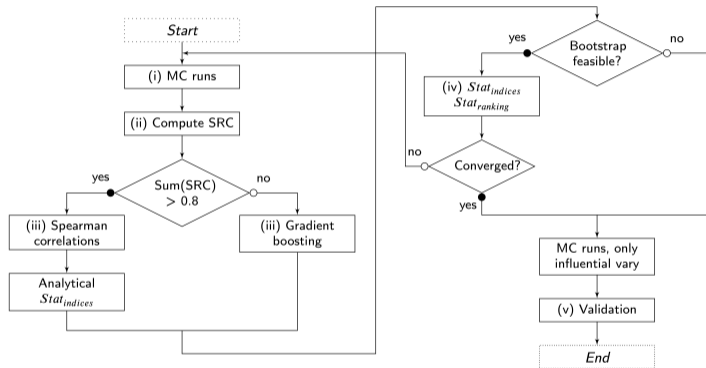 Start
(i) MC runs
(ii) Compute SRC
yes
no
Sum(SRC)
> 0.8
(iii) Spearman
correlations
(iii) Gradient
boosting
Analytical
Stat_indices
Bootstrap
feasible?
yes
no
(iv) Stat_indices
Stat_ranking
no
Converged?
yes
MC runs, only
influential vary
(v) Validation
End